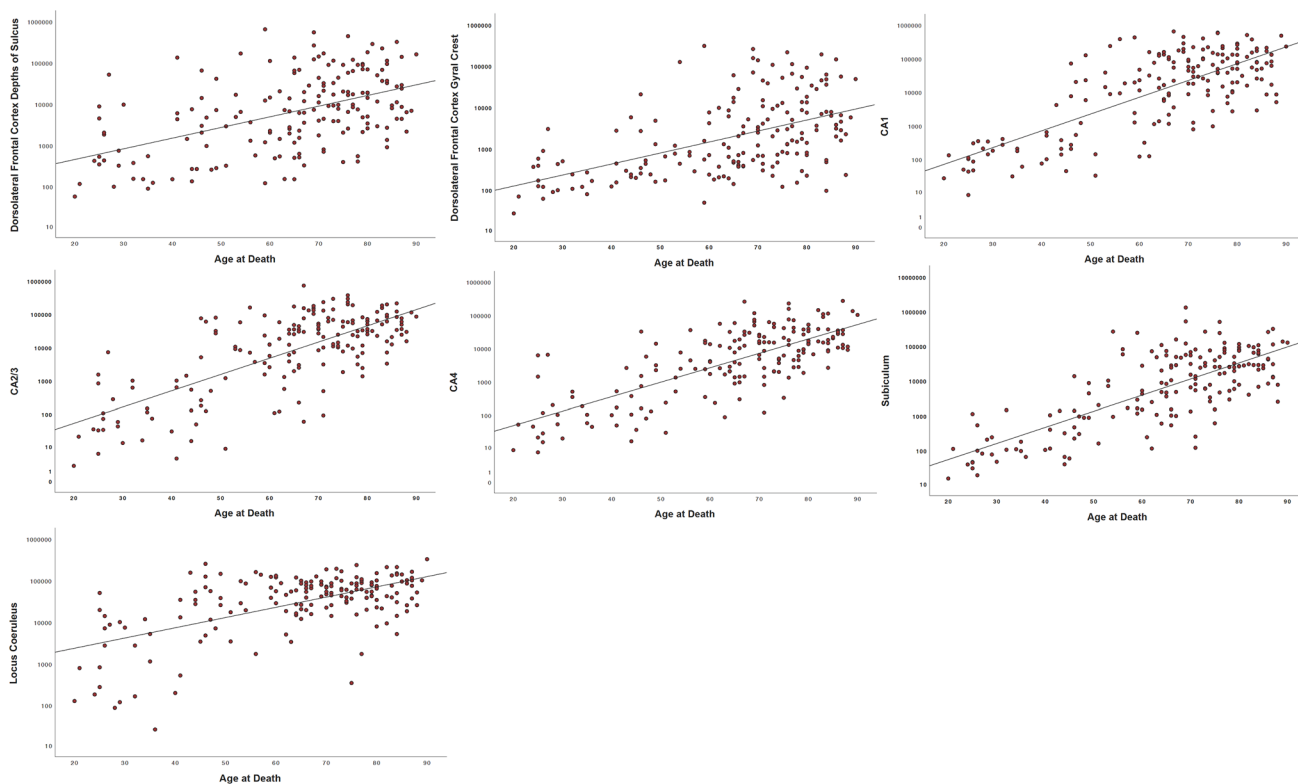 Dorsolateral Frontal Cortex Depths of Sulcus
1000000
100000
10000
1000
100
10
20 30 40 50 60 70 80 90
Age at Death
Dorsolateral Frontal Cortex Gyral Crest
1000000
100000
10000
1000
100
10
20 30 40 50 60 70 80 90
Age at Death
CA1
1000000
100000
10000
1000
100
10
1
0
20 30 40 50 60 70 80 90
Age at Death
CA2/3
1000000
100000
10000
1000
100
10
1
0
20 30 40 50 60 70 80 90
Age at Death
CA4
1000000
100000
10000
1000
100
10
1
0
20 30 40 50 60 70 80 90
Age at Death
Subiculum
10000000
1000000
100000
10000
1000
100
10
20 30 40 50 60 70 80 90
Age at Death
Locus Coeruleus
1000000
100000
10000
1000
100
10
20 30 40 50 60 70 80 90
Age at Death